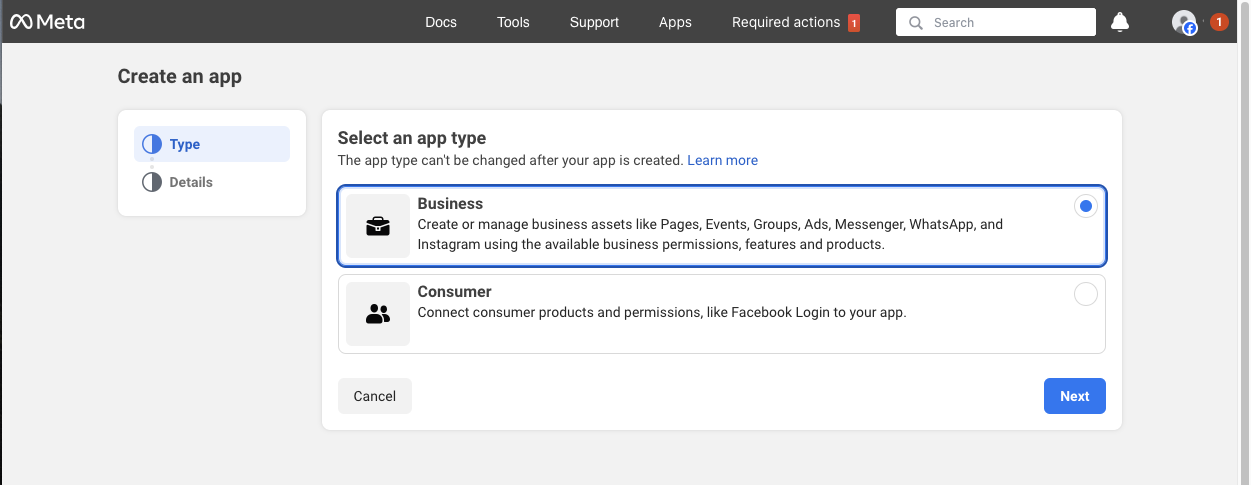 Meta
Docs
Tools
Support
Apps
Required actions 1
Search
1
Create an app
Type
Details
Select an app type
The app type can't be changed after your app is created. Learn more
Business
Create or manage business assets like Pages, Events, Groups, Ads, Messenger, WhatsApp, and
Instagram using the available business permissions, features and products.
Consumer
Connect consumer products and permissions, like Facebook Login to your app.
Cancel
Next